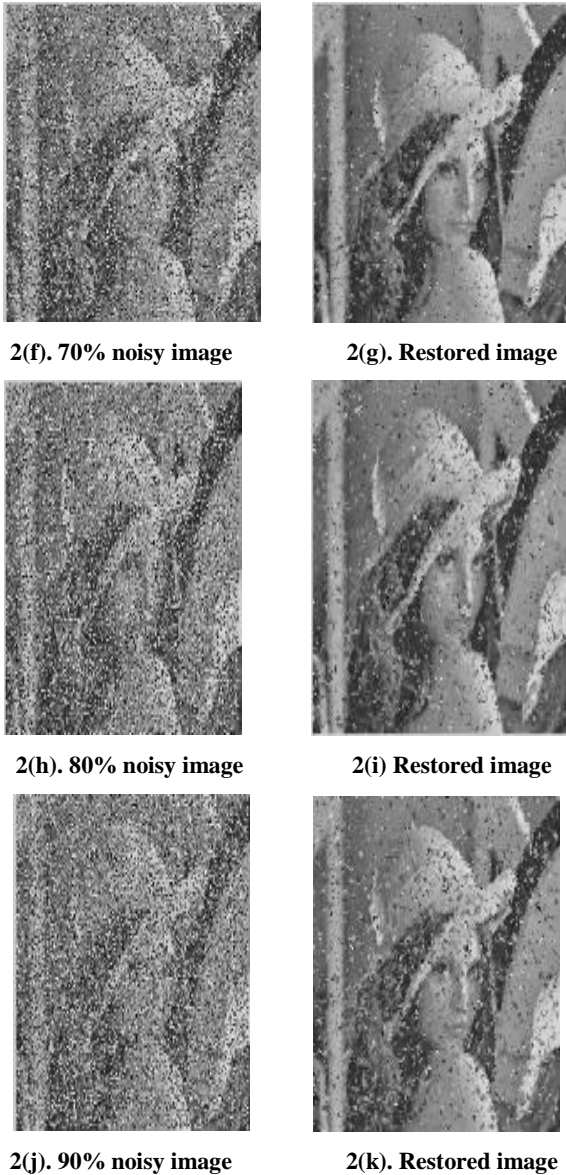 2(f). 70% noisy image 2(g). Restored image
2(h). 80% noisy image 2(i) Restored image
2(j). 90% noisy image 2(k). Restored image